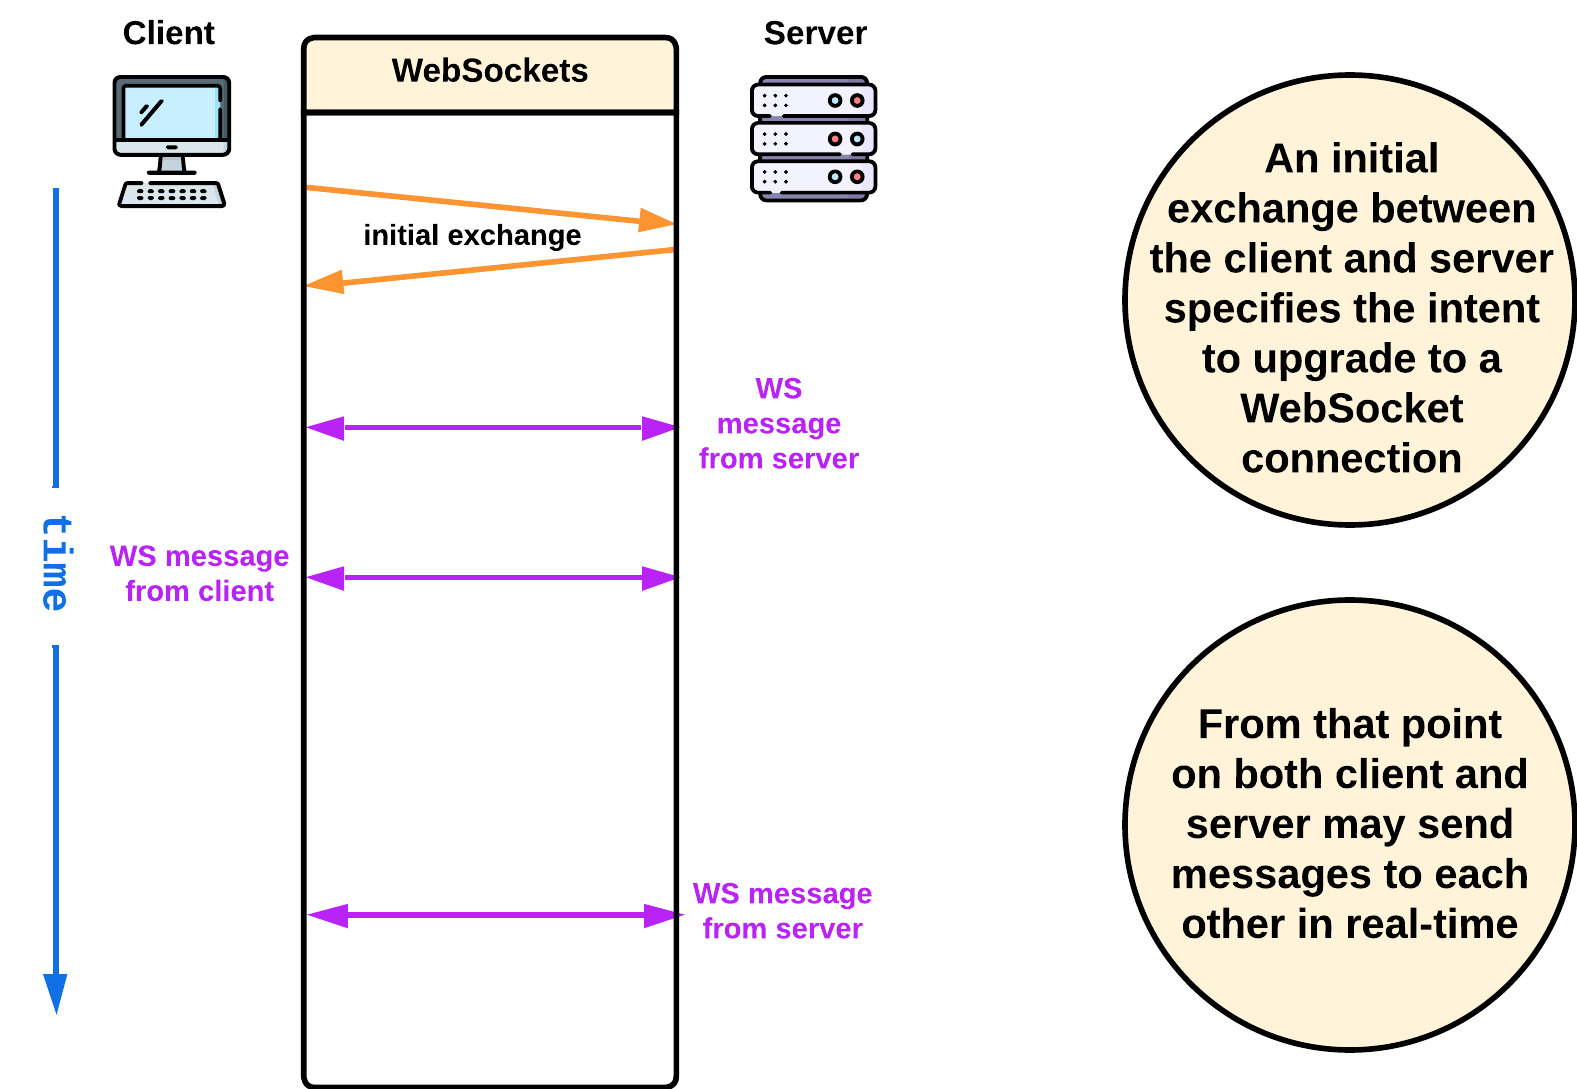 Client
WebSockets
Server
initial exchange
WS
message
from server
time
WS message
from client
WS message
from server
An initial
exchange between
the client and server
specifies the intent
to upgrade to a
WebSocket
connection
From that point
on both client and
server may send
messages to each
other in real-time